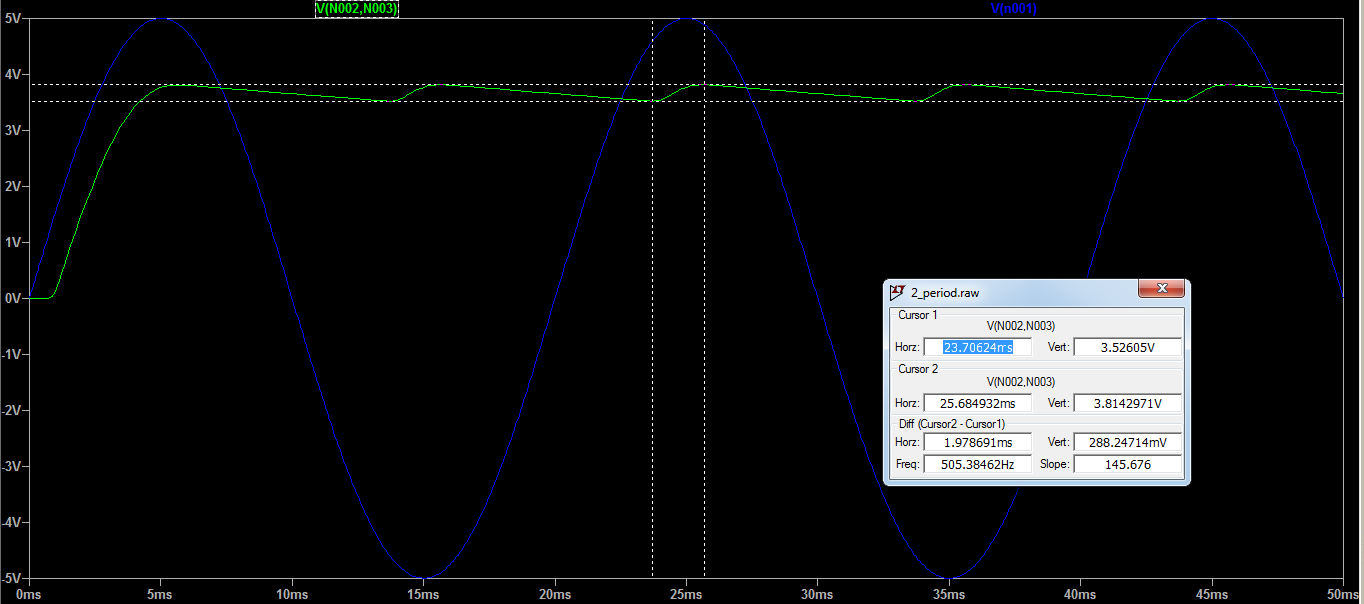 V(N002,N003) V(n001)
5V
4V
3V
2V
1V
0V
-1V
-2V
-3V
-4V
-5V
0ms 5ms 10ms 15ms 20ms 25ms 30ms 35ms 40ms 45ms 50ms
2_period.raw
Cursor 1
V(N002,N003)
Horz: 23.70624ms Vert: 3.52605V
Cursor 2
V(N002,N003)
Horz: 25.684932ms Vert: 3.8142971V
Diff (Cursor2 - Cursor1)
Horz: 1.978691ms Vert: 288.24714mV
Freq: 505.38462Hz Slope: 145.676